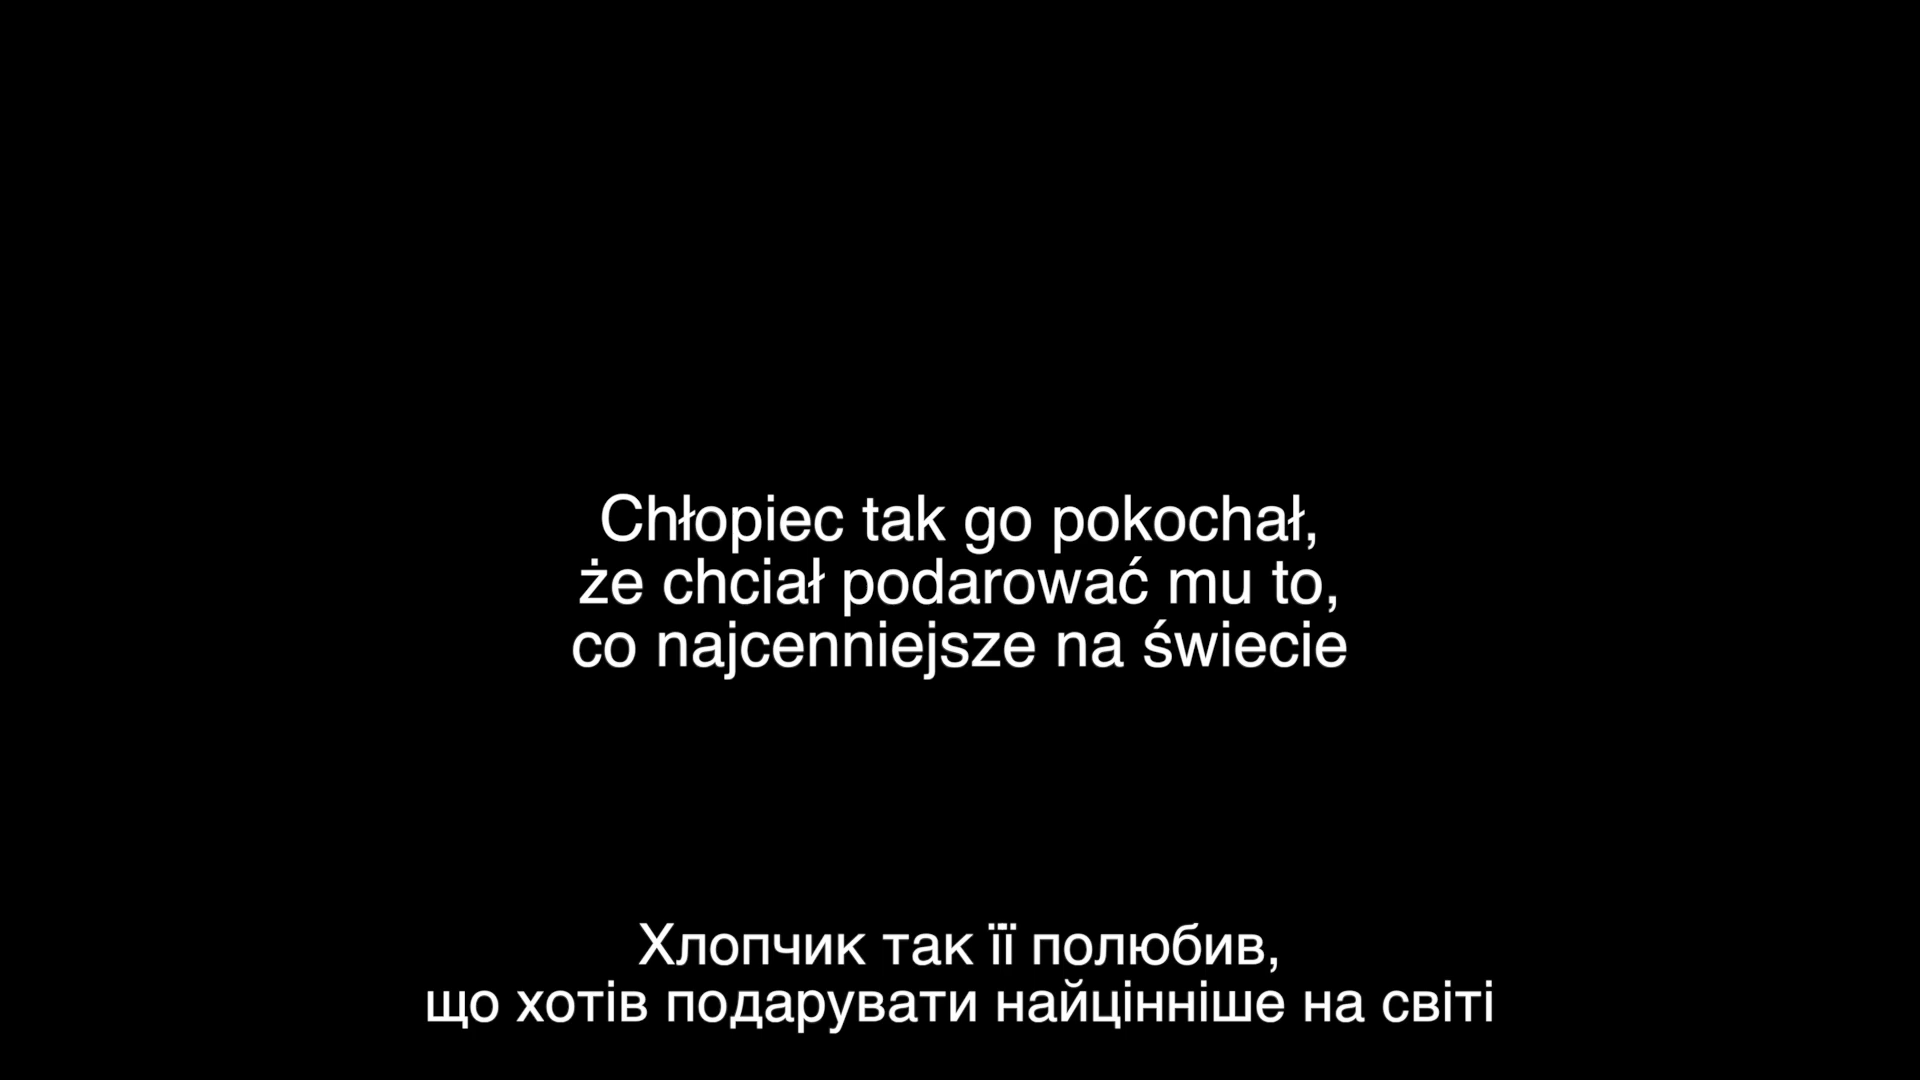 Chłopiec tak go pokochał,
że chciał podarować mu to,
co najcenniejsze na świecie
Хлопчик так її полюбив,
що хотів подарувати найцінніше на світі